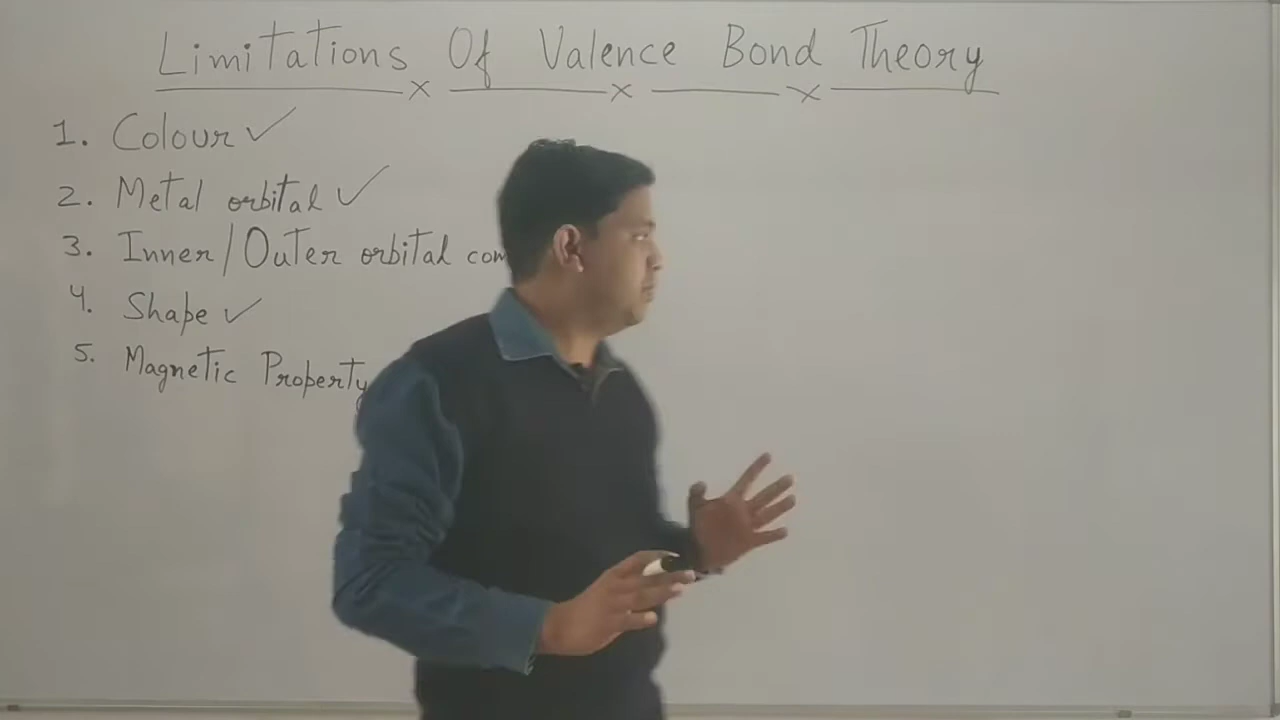 Limitations Of Valence Bond Theory
1. Colour ✓
2. Metal orbital ✓
3. Inner/Outer orbital com
4. Shape ✓
5. Magnetic Property